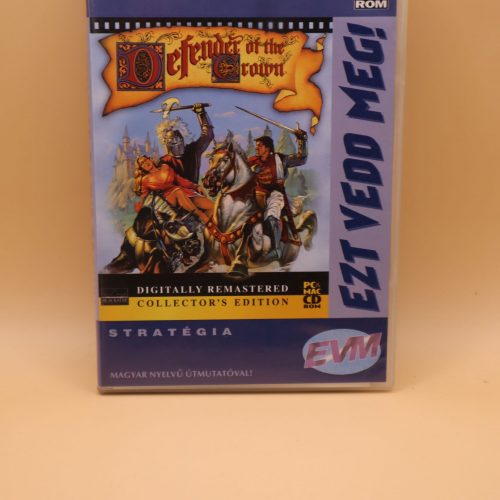 ROM
Defender of the
Crown
EZT VEDD MEG!
DIGITALLY REMASTERED
COLLECTOR'S EDITION
PC &
MAC
CD
ROM
STRATÉGIA
EVM
MAGYAR NYELVŰ ÚTMUTATÓVAL!